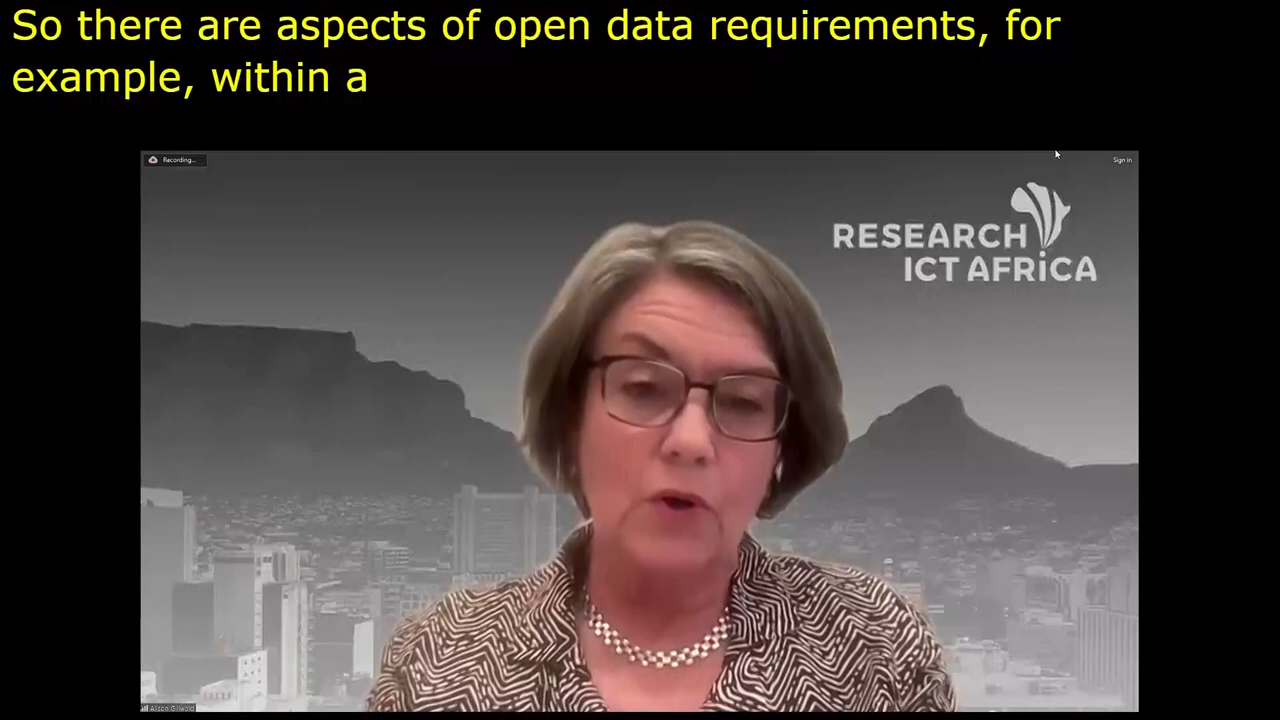 So there are aspects of open data requirements, for
example, within a
Recording...
Sign in
RESEARCH
ICT AFRICA